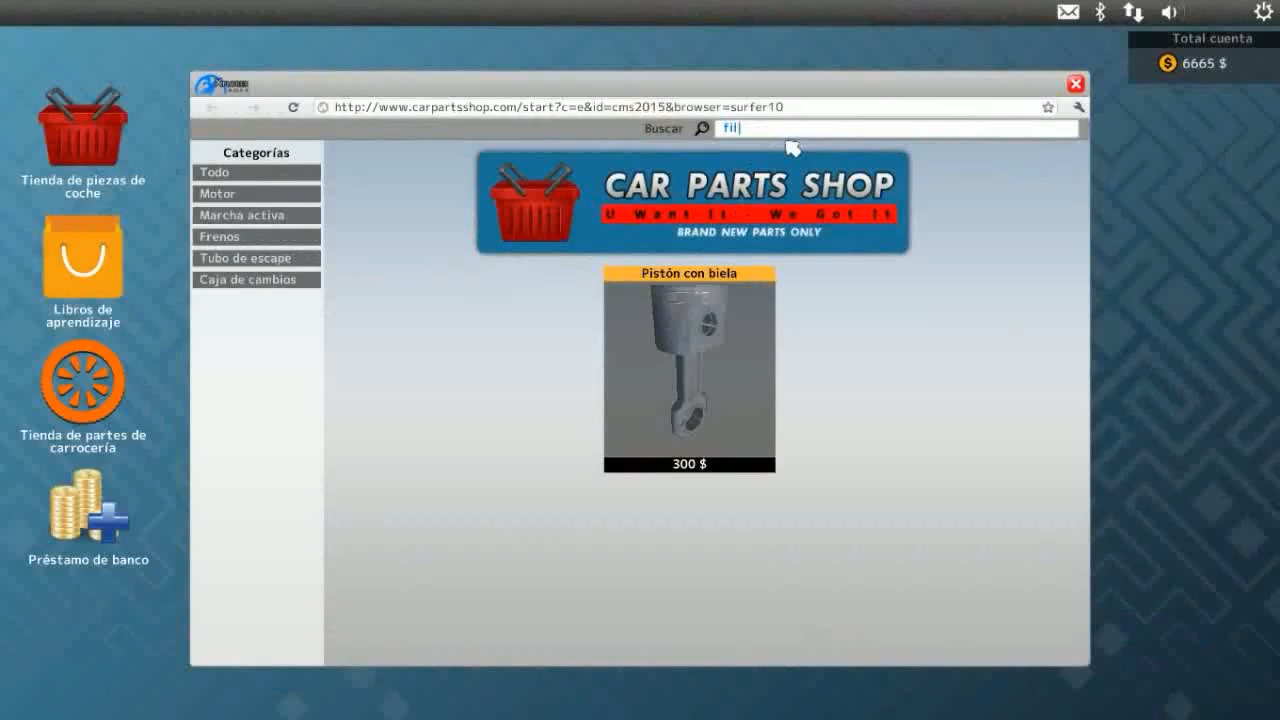 Total cuenta
6665 $
http://www.carpartsshop.com/start?c=e&id=cms2015&browser=surfer10
Buscar
fil
Categorías
Todo
Motor
Marcha activa
Frenos
Tubo de escape
Caja de cambios
CAR PARTS SHOP
U Want It - We Got It
BRAND NEW PARTS ONLY
Pistón con biela
300 $
Tienda de piezas de
coche
Libros de
aprendizaje
Tienda de partes de
carrocería
Préstamo de banco